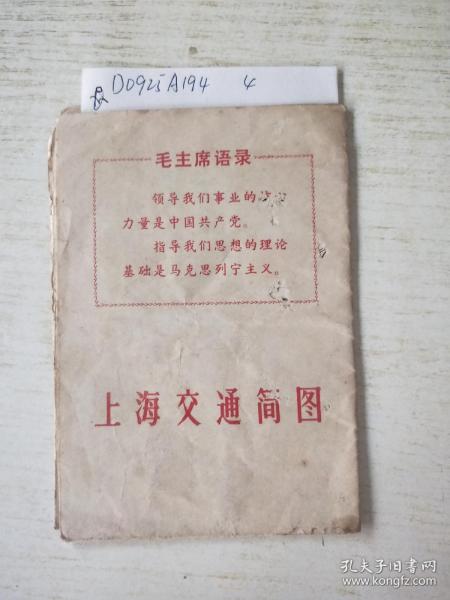 D0925A194 4
毛主席语录
领导我们事业的
力量是中国共产党。
指导我们思想的理论
基础是马克思列宁主义。
上海交通简图
孔夫子旧书网
www.kongfz.com